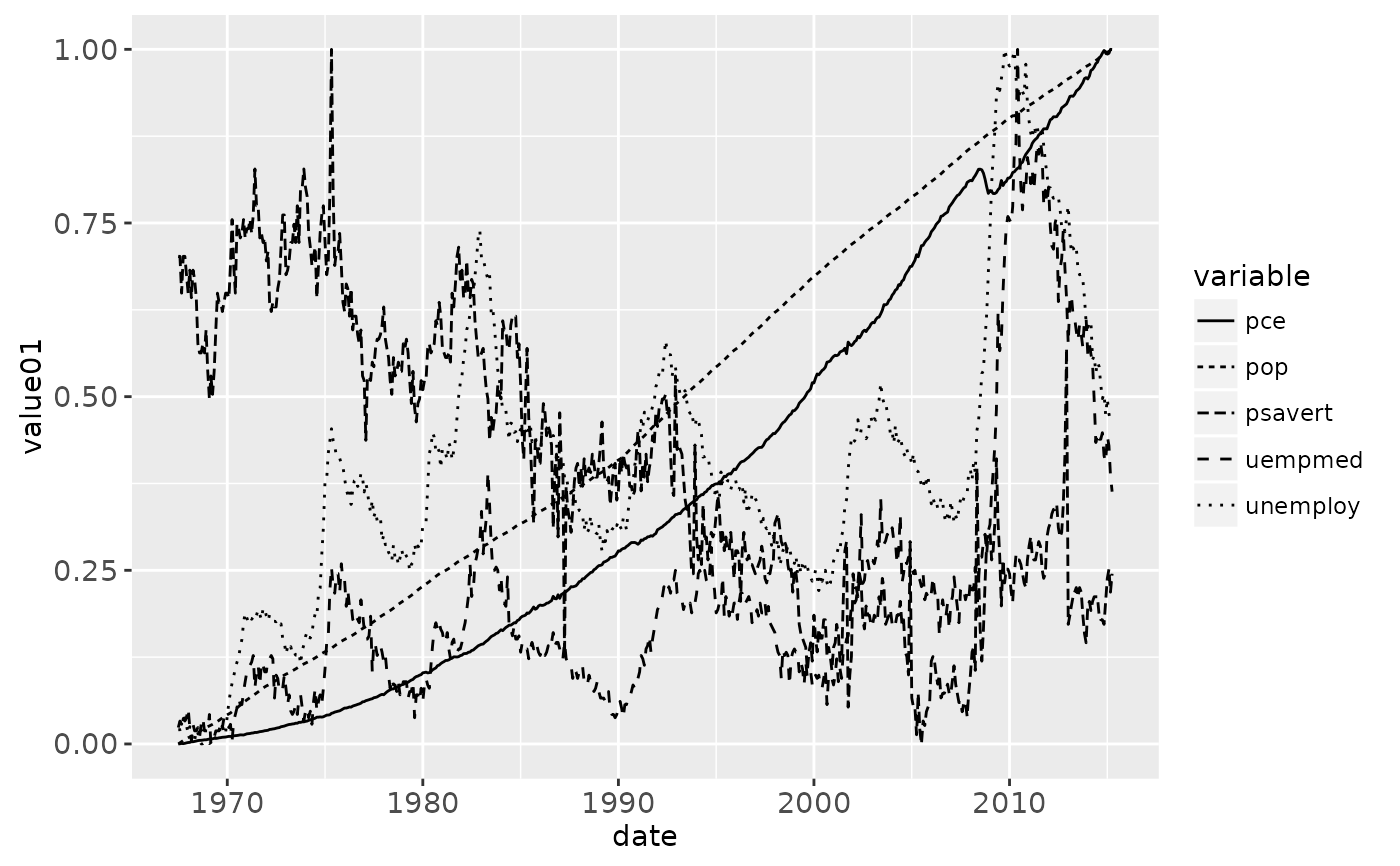 1.00
0.75
0.50
0.25
0.00
value01
1970 1980 1990 2000 2010
date
variable
pce
pop
psavert
uempmed
unemploy